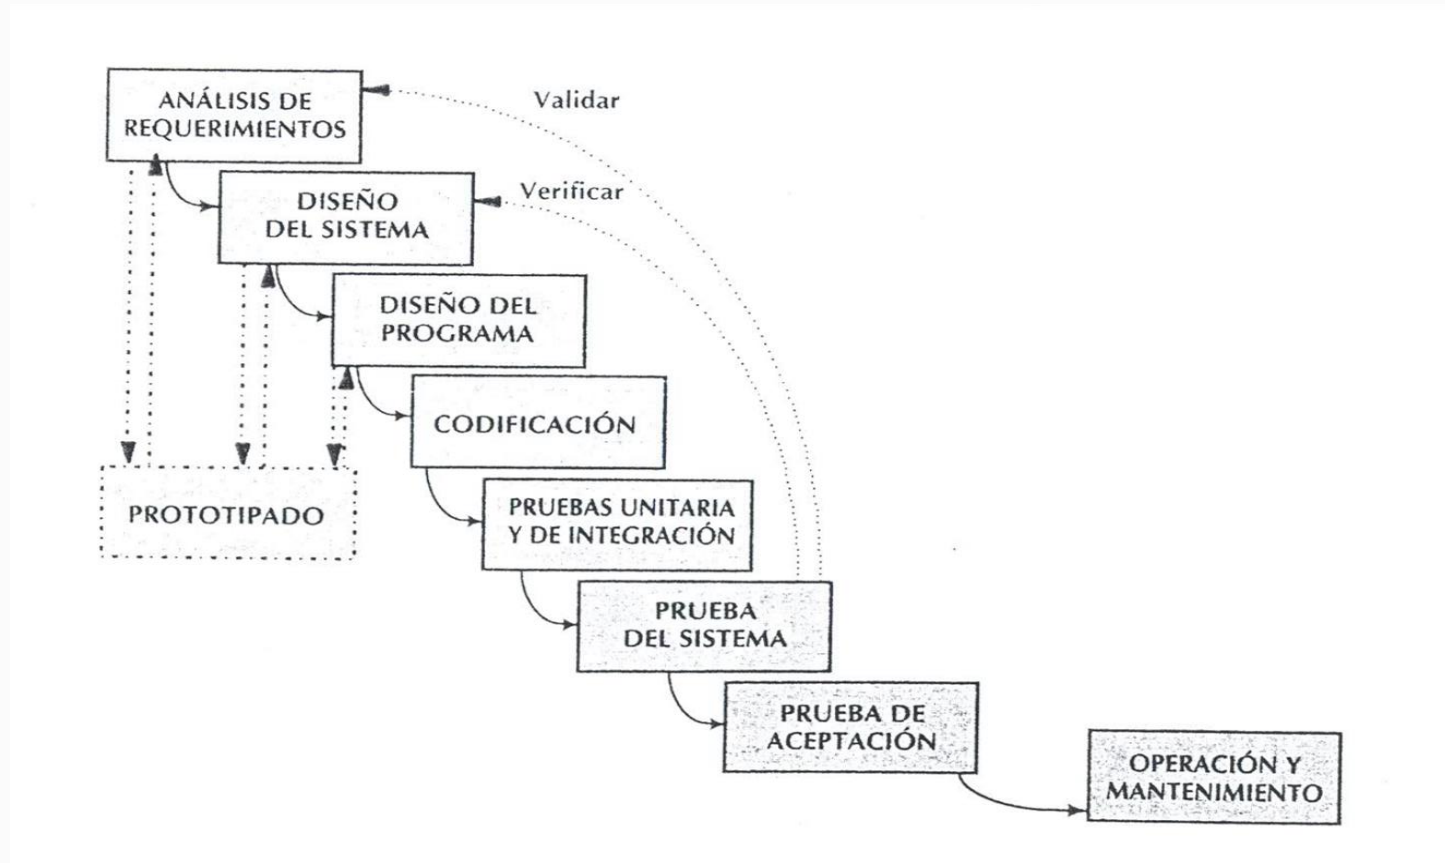 ANÁLISIS DE
REQUERIMIENTOS
Validar
DISEÑO
DEL SISTEMA
Verificar
DISEÑO DEL
PROGRAMA
CODIFICACIÓN
PROTOTIPADO
PRUEBAS UNITARIA
Y DE INTEGRACIÓN
PRUEBA
DEL SISTEMA
PRUEBA DE
ACEPTACIÓN
OPERACIÓN Y
MANTENIMIENTO